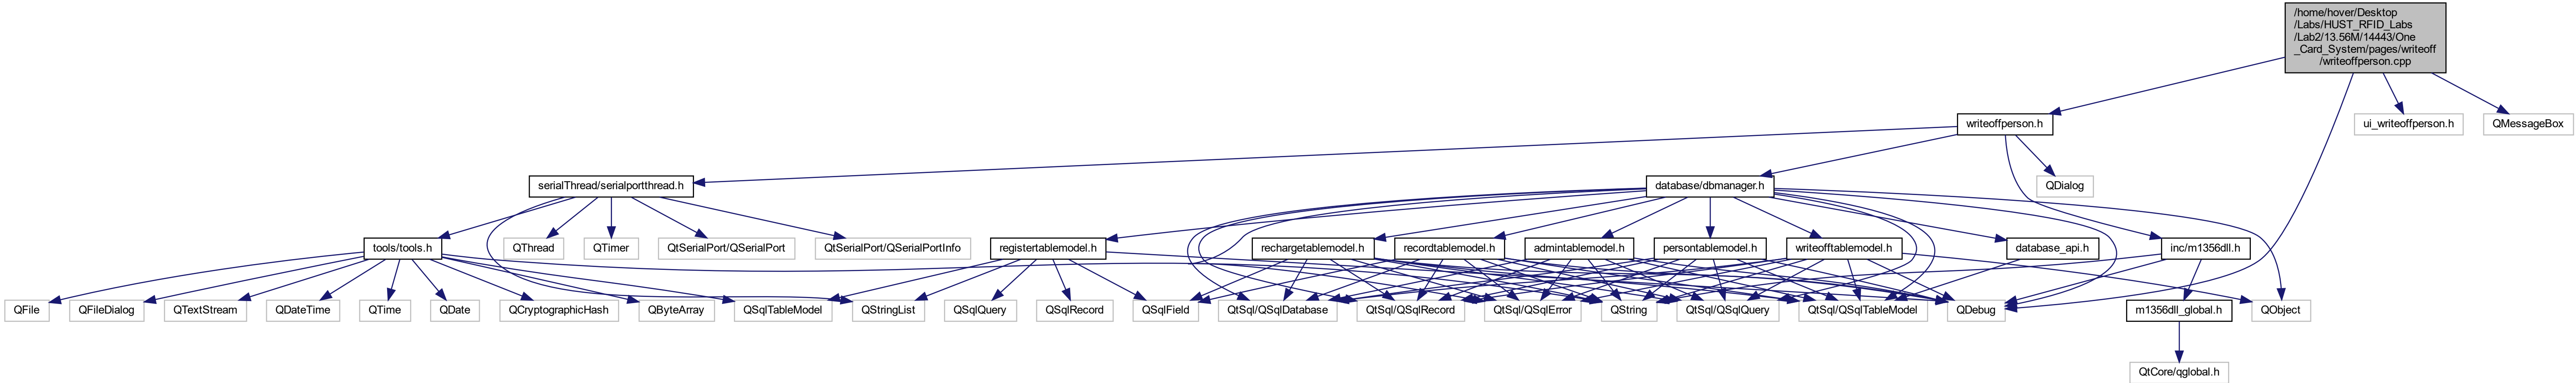 /home/hover/Desktop
/Labs/HUST_RFID_Labs
/Lab2/13.56M/14443/One
_Card_System/pages/writeoff
/writeoffperson.cpp
writeoffperson.h
ui_writeoffperson.h
QMessageBox
serialThread/serialportthread.h
database/dbmanager.h
QDialog
tools/tools.h
QThread
QTimer
QtSerialPort/QSerialPort
QtSerialPort/QSerialPortInfo
registertablemodel.h
rechargetablemodel.h
recordtablemodel.h
admintablemodel.h
persontablemodel.h
writeofftablemodel.h
database_api.h
inc/m1356dll.h
QFile
QFileDialog
QTextStream
QDateTime
QTime
QDate
QCryptographicHash
QByteArray
QSqlTableModel
QStringList
QSqlQuery
QSqlRecord
QSqlField
QtSql/QSqlDatabase
QtSql/QSqlRecord
QtSql/QSqlError
QString
QtSql/QSqlQuery
QtSql/QSqlTableModel
QDebug
m1356dll_global.h
QObject
QtCore/qglobal.h